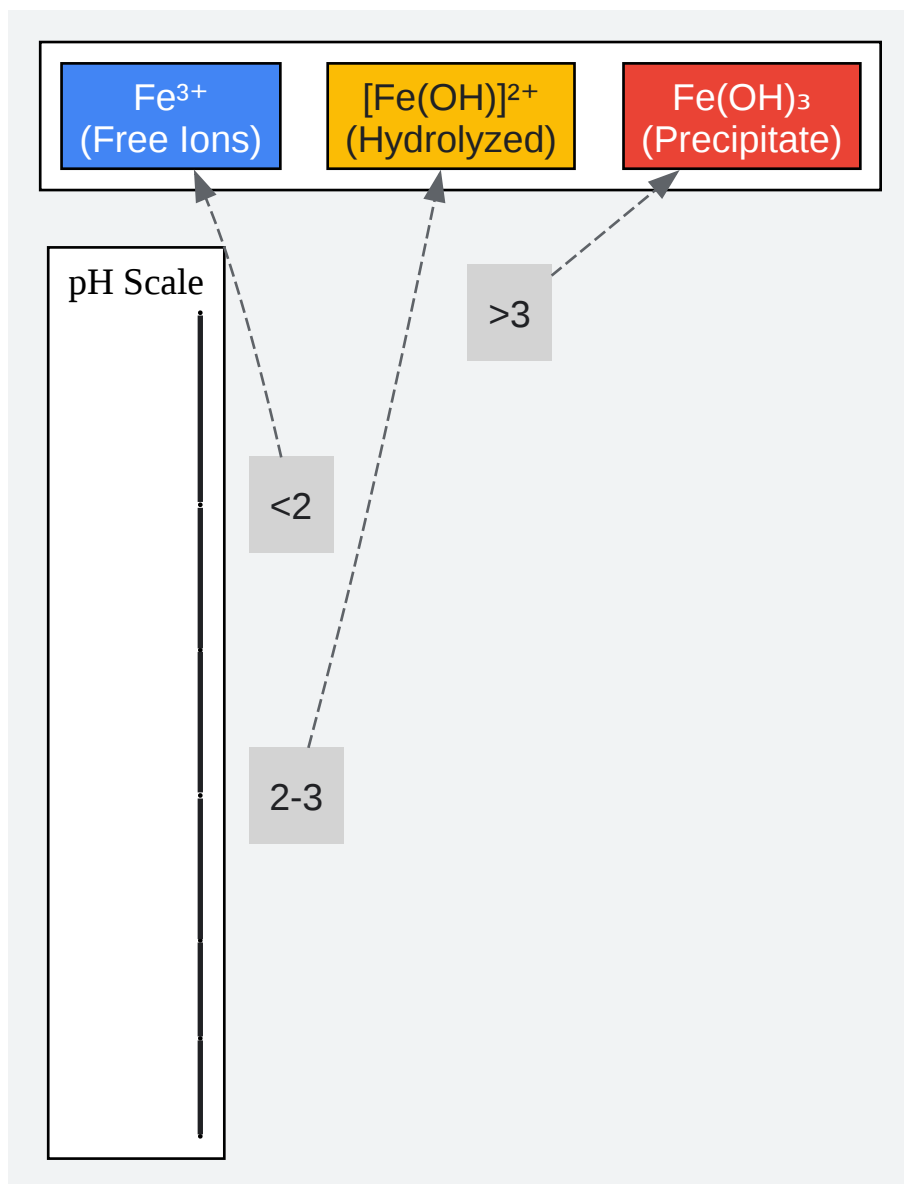 Fe³⁺
(Free Ions)
[Fe(OH)]²⁺
(Hydrolyzed)
Fe(OH)₃
(Precipitate)
pH Scale
>3
<2
2-3